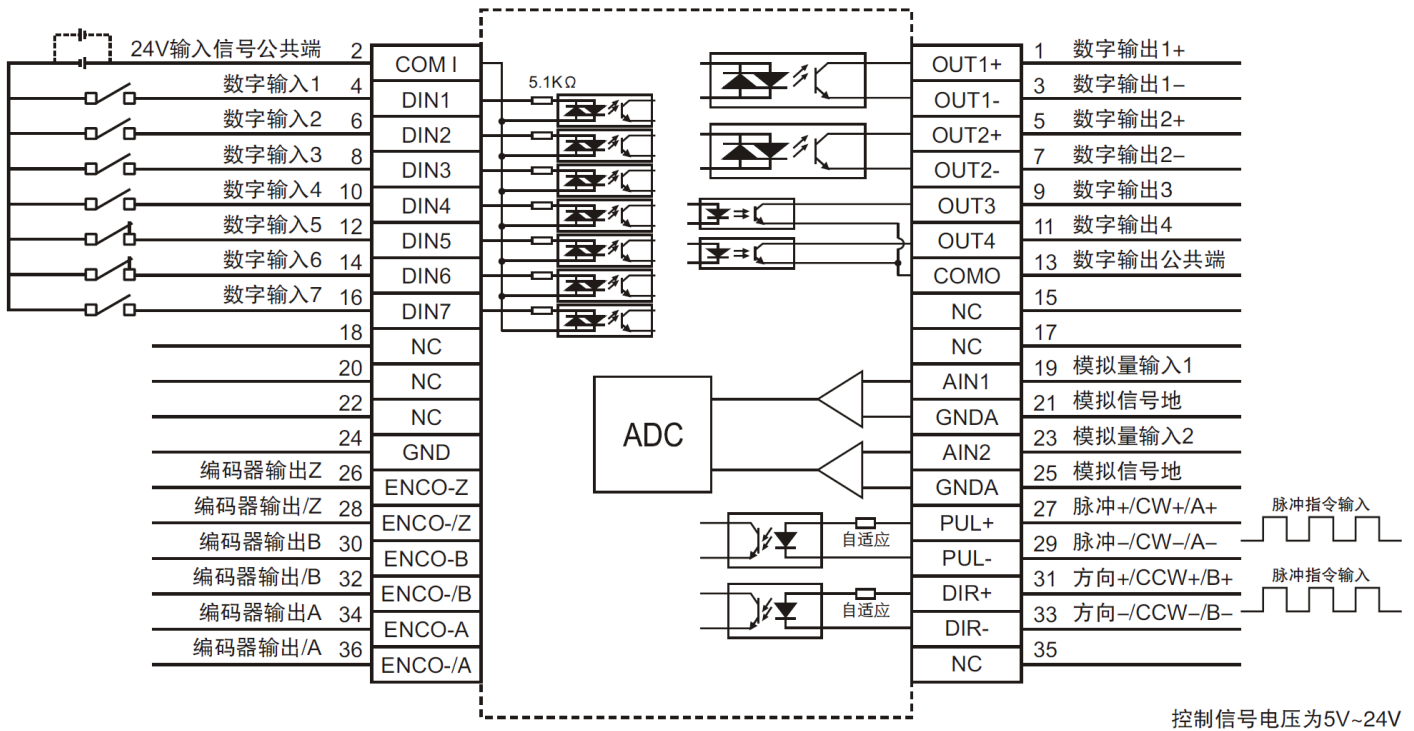 24V输入信号公共端 2 COM I
数字输入1 4 DIN1
数字输入2 6 DIN2
数字输入3 8 DIN3
数字输入4 10 DIN4
数字输入5 12 DIN5
数字输入6 14 DIN6
数字输入7 16 DIN7
18 NC
20 NC
22 NC
24 GND
编码器输出Z 26 ENCO-Z
编码器输出/Z 28 ENCO-/Z
编码器输出B 30 ENCO-B
编码器输出/B 32 ENCO-/B
编码器输出A 34 ENCO-A
编码器输出/A 36 ENCO-/A
5.1KΩ
ADC
自适应
自适应
OUT1+ 1 数字输出1+
OUT1- 3 数字输出1–
OUT2+ 5 数字输出2+
OUT2- 7 数字输出2–
OUT3 9 数字输出3
OUT4 11 数字输出4
COMO 13 数字输出公共端
NC 15
NC 17
AIN1 19 模拟量输入1
GNDA 21 模拟信号地
AIN2 23 模拟量输入2
GNDA 25 模拟信号地
PUL+ 27 脉冲+/CW+/A+
PUL- 29 脉冲–/CW–/A–
DIR+ 31 方向+/CCW+/B+
DIR- 33 方向–/CCW–/B–
NC 35
脉冲指令输入
脉冲指令输入
控制信号电压为5V~24V